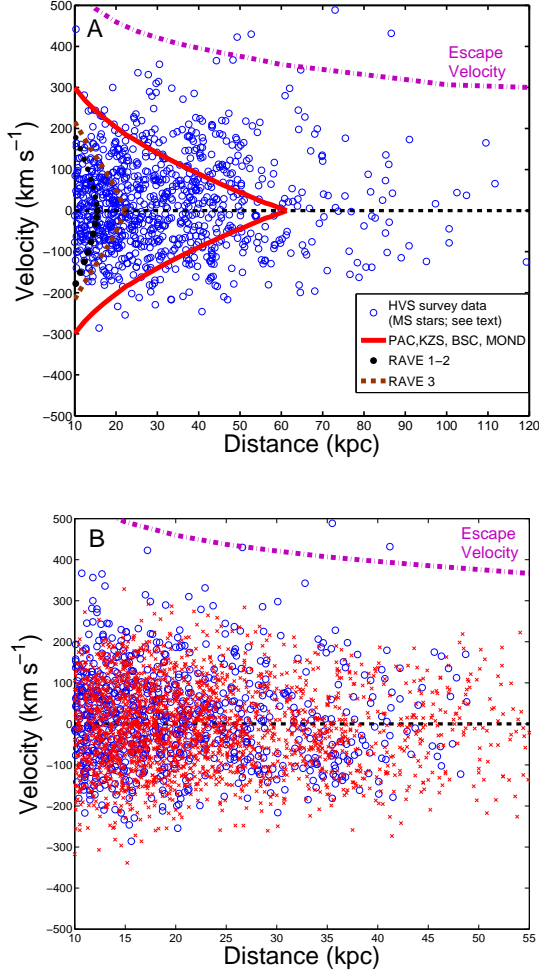 500
400
300
200
100
0
-100
-200
-300
-400
-500
A
Escape
Velocity
HVS survey data
(MS stars; see text)
PAC,KZS, BSC, MOND
RAVE 1−2
RAVE 3
10 20 30 40 50 60 70 80 90 100 110 120
Distance (kpc)
Velocity (km s⁻¹)
500
400
300
200
100
0
-100
-200
-300
-400
-500
B
Escape
Velocity
10 15 20 25 30 35 40 45 50 55
Distance (kpc)
Velocity (km s⁻¹)